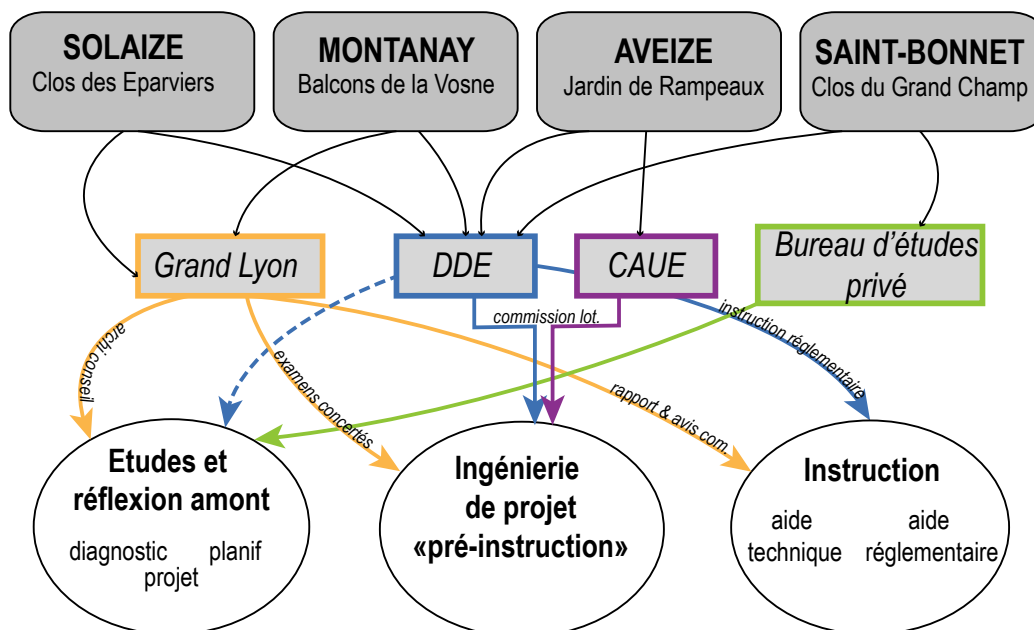 SOLAIZE
Clos des Eparviers
MONTANAY
Balcons de la Vosne
AVEIZE
Jardin de Rampeaux
SAINT-BONNET
Clos du Grand Champ
Grand Lyon
DDE
CAUE
Bureau d'études
privé
archi conseil
examens concertés
commission lot.
rapport & avis com.
instruction réglementaire
Etudes et
réflexion amont
diagnostic planif
projet
Ingénierie
de projet
«pré-instruction»
Instruction
aide aide
technique réglementaire